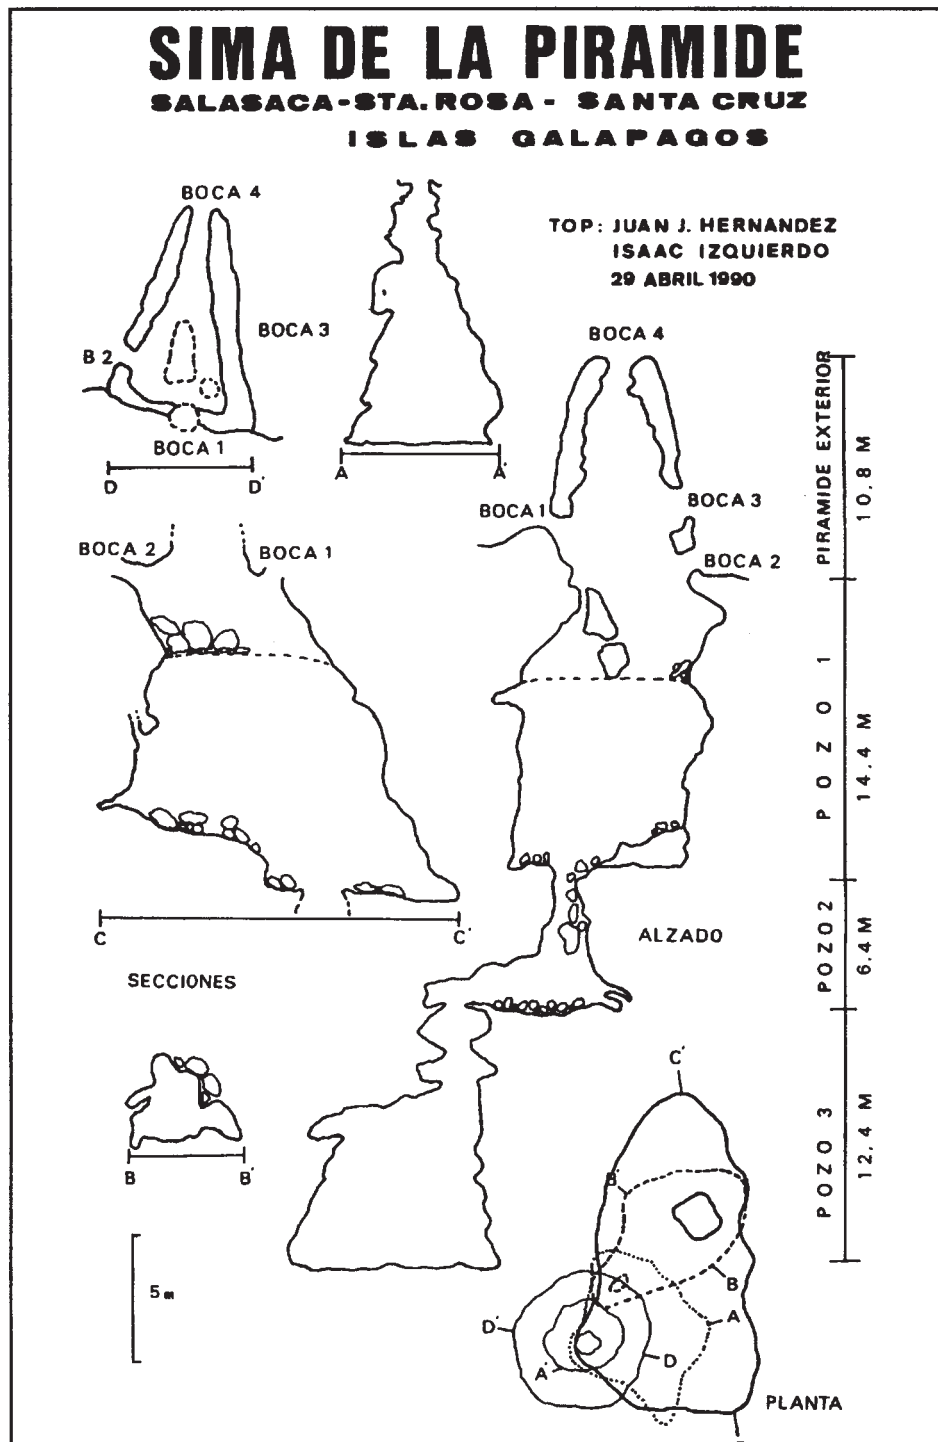 SIMA DE LA PIRAMIDE
SALASACA-STA. ROSA - SANTA CRUZ
ISLAS GALAPAGOS
TOP: JUAN J. HERNANDEZ
ISAAC IZQUIERDO
29 ABRIL 1990
BOCA 4
BOCA 3
B 2
BOCA 1
D
D'
A
A'
BOCA 4
BOCA 1
BOCA 3
BOCA 2
BOCA 2
BOCA 1
C
C'
ALZADO
PIRAMIDE EXTERIOR
10,8 M
POZO 1
14,4 M
POZO 2
6,4 M
POZO 3
12,4 M
SECCIONES
B
B'
5 m
C'
B'
B
A
D'
D
A'
PLANTA